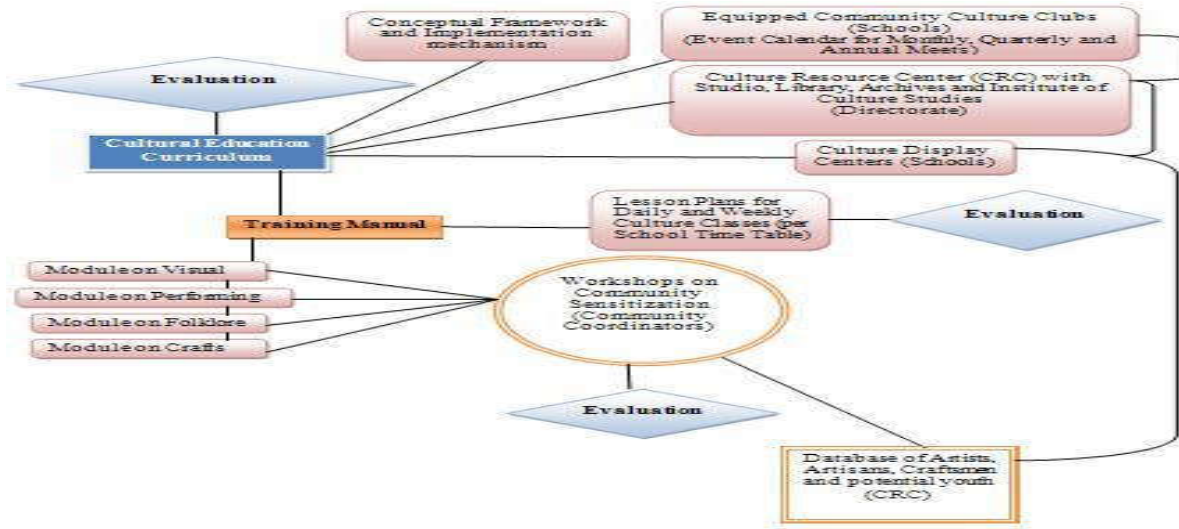 Conceptual Framework
and Implementation
mechanism
Equipped Community Culture Clubs
(Schools)
(Event Calendar for Monthly, Quarterly and
Annual Meets)
Evaluation
Culture Resource Center (CRC) with
Studio, Library, Archives and Institute of
Culture Studies
(Directorate)
Cultural Education
Curriculum
Culture Display
Centers (Schools)
Training Manual
Lesson Plans for
Daily and Weekly
Culture Classes (per
School Time Table)
Evaluation
Module on Visual
Module on Performing
Module on Folklore
Module on Crafts
Workshops on
Community
Sensitization
(Community
Coordinators)
Evaluation
Database of Artists,
Artisans, Craftsmen
and potential youth
(CRC)